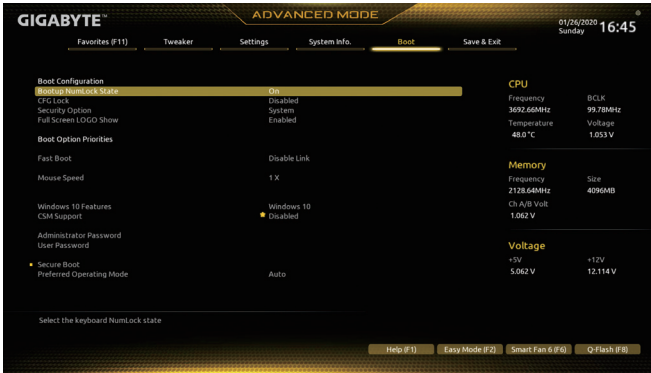 GIGABYTE™
ADVANCED MODE
01/26/2020 Sunday 16:45
Favorites (F11) Tweaker Settings System Info. Boot Save & Exit
Boot Configuration
Bootup NumLock State On
CFG Lock Disabled
Security Option System
Full Screen LOGO Show Enabled
Boot Option Priorities
Fast Boot Disable Link
Mouse Speed 1 X
Windows 10 Features Windows 10
CSM Support Disabled
Administrator Password
User Password
Secure Boot
Preferred Operating Mode Auto
CPU
Frequency BCLK
3692.66MHz 99.78MHz
Temperature Voltage
48.0 °C 1.053 V
Memory
Frequency Size
2128.64MHz 4096MB
Ch A/B Volt
1.062 V
Voltage
+5V +12V
5.062 V 12.114 V
Select the keyboard NumLock state
Help (F1) Easy Mode (F2) Smart Fan 6 (F6) Q-Flash (F8)